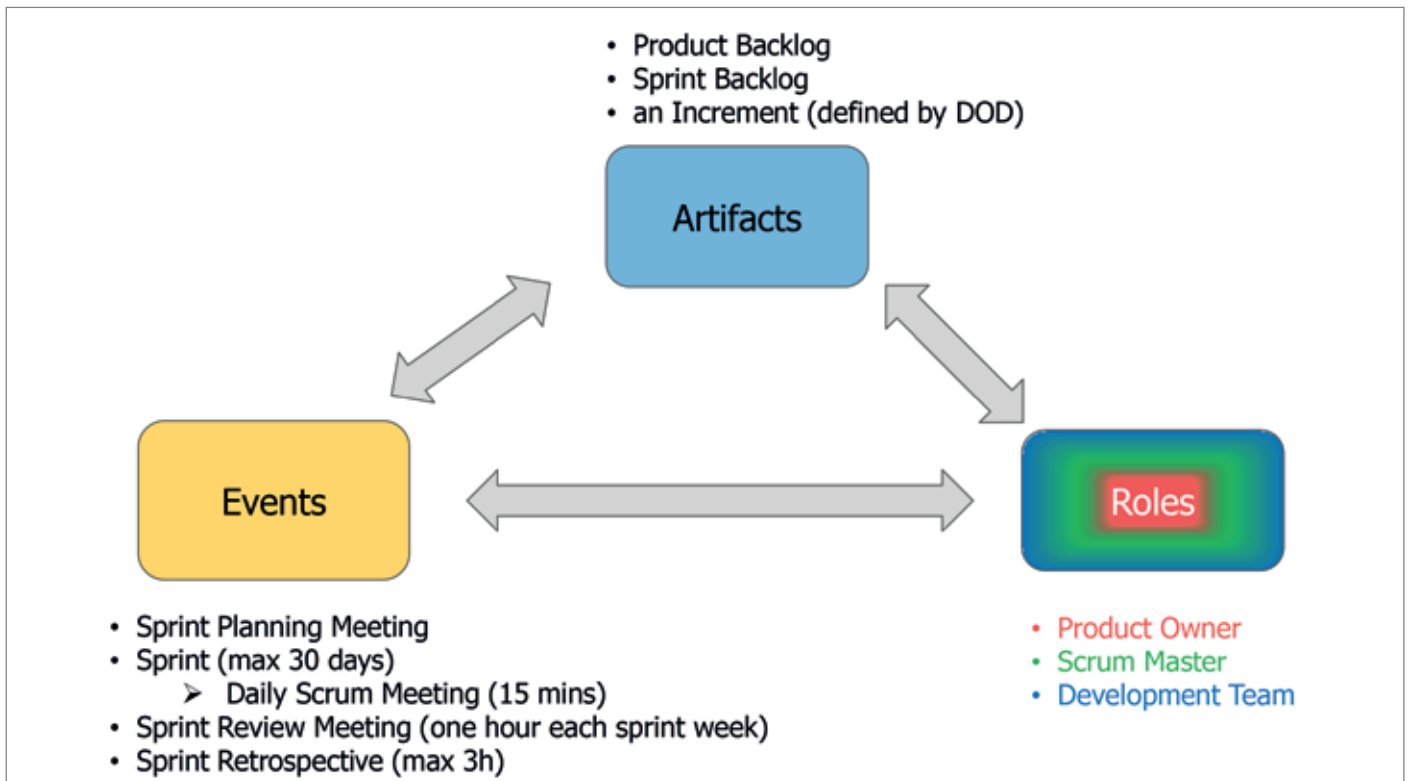 • Product Backlog
• Sprint Backlog
• an Increment (defined by DOD)
Artifacts
Events
Roles
• Sprint Planning Meeting
• Sprint (max 30 days)
➢ Daily Scrum Meeting (15 mins)
• Sprint Review Meeting (one hour each sprint week)
• Sprint Retrospective (max 3h)
• Product Owner
• Scrum Master
• Development Team